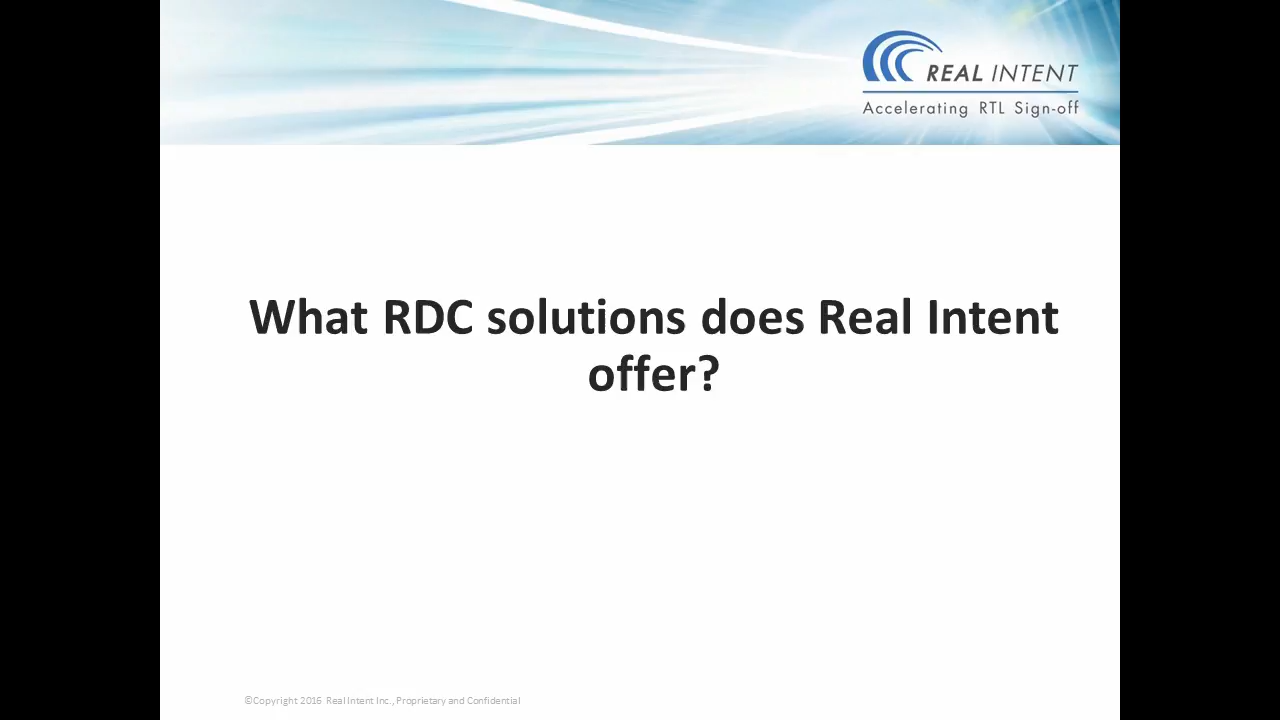 REAL INTENT
Accelerating RTL Sign-off
What RDC solutions does Real Intent
offer?
©Copyright 2016 Real Intent Inc., Proprietary and Confidential